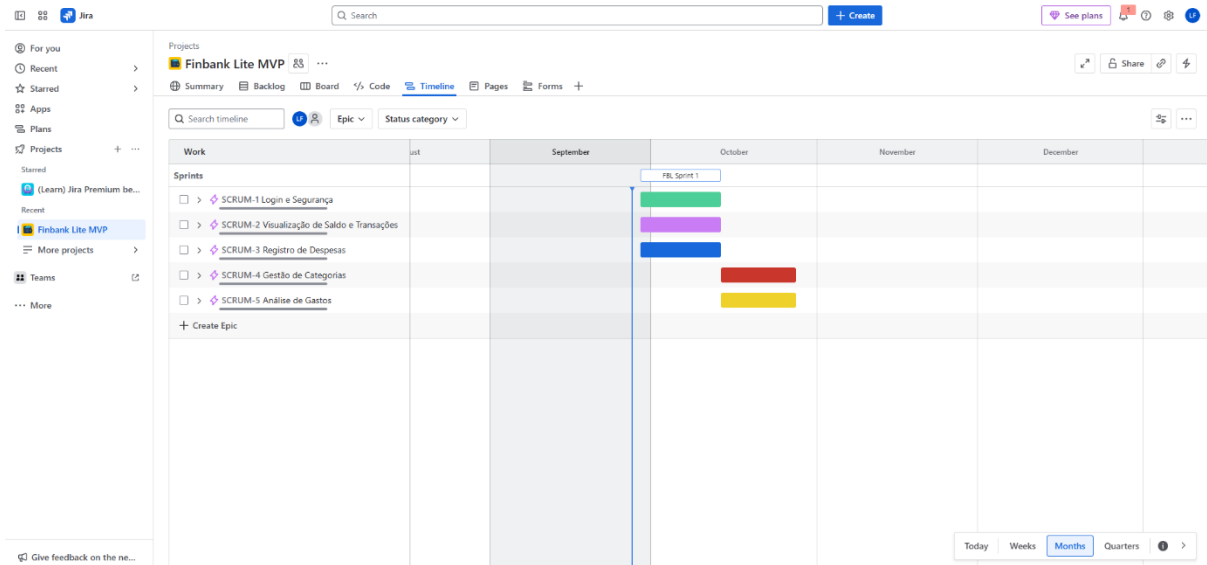 Jira
Search
+ Create
See plans
1
LF
For you
Recent
Starred
Apps
Plans
Projects
Starred
(Learn) Jira Premium be...
Recent
Finbank Lite MVP
More projects
Teams
More
Give feedback on the ne...
Projects
Finbank Lite MVP
Share
Summary Backlog Board Code Timeline Pages Forms
Search timeline
LF
Epic
Status category
Work ust September October November December
Sprints FBL Sprint 1
SCRUM-1 Login e Segurança
SCRUM-2 Visualização de Saldo e Transações
SCRUM-3 Registro de Despesas
SCRUM-4 Gestão de Categorias
SCRUM-5 Análise de Gastos
+ Create Epic
Today Weeks Months Quarters